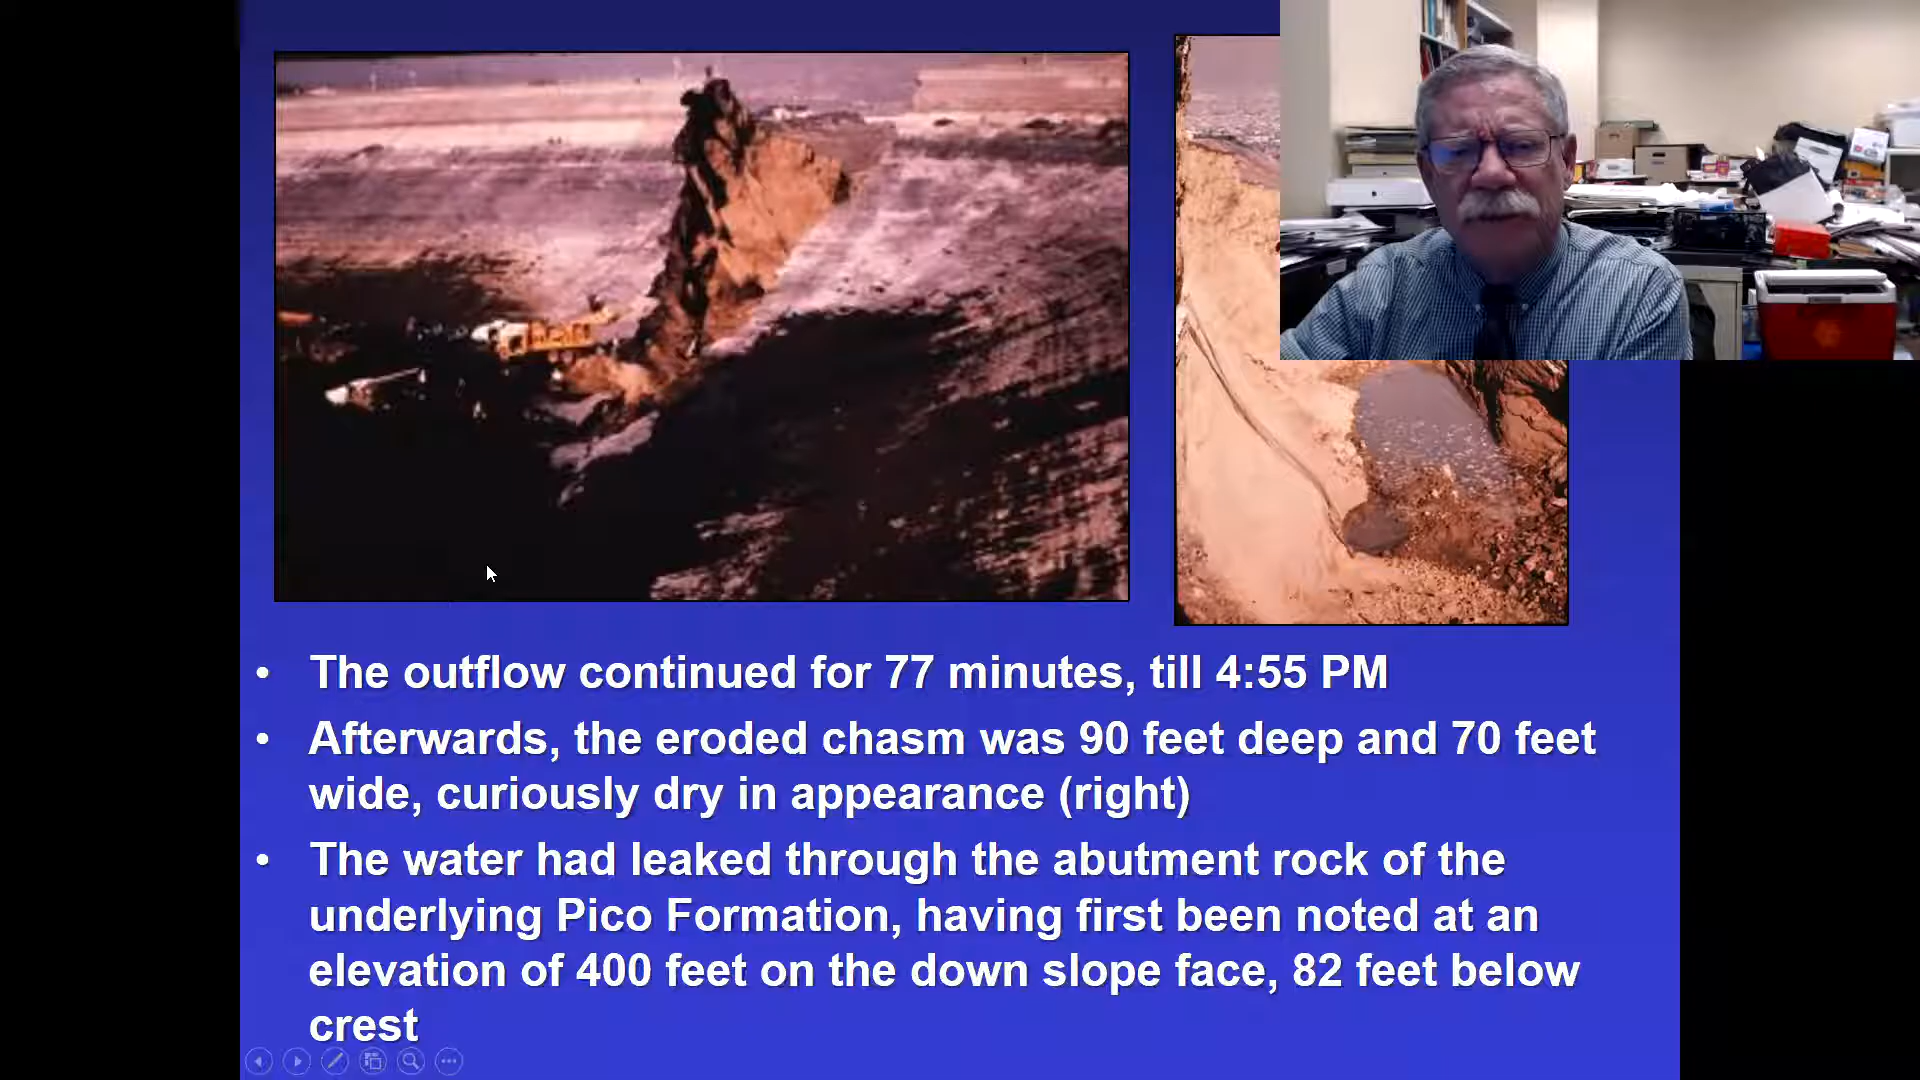 • The outflow continued for 77 minutes, till 4:55 PM
• Afterwards, the eroded chasm was 90 feet deep and 70 feet
wide, curiously dry in appearance (right)
• The water had leaked through the abutment rock of the
underlying Pico Formation, having first been noted at an
elevation of 400 feet on the down slope face, 82 feet below
crest